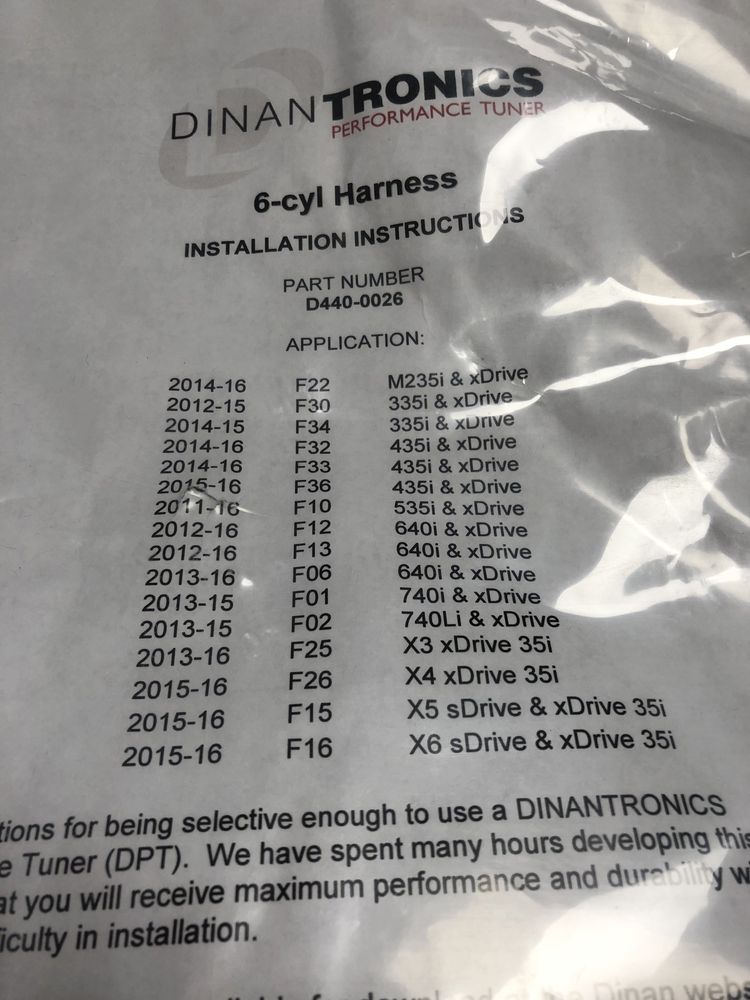 DINANTRONICS
PERFORMANCE TUNER
6-cyl Harness
INSTALLATION INSTRUCTIONS
PART NUMBER
D440-0026
APPLICATION:
2014-16 F22 M235i & xDrive
2012-15 F30 335i & xDrive
2014-15 F34 335i & xDrive
2014-16 F32 435i & xDrive
2014-16 F33 435i & xDrive
2015-16 F36 435i & xDrive
2011-16 F10 535i & xDrive
2012-16 F12 640i & xDrive
2012-16 F13 640i & xDrive
2013-16 F06 640i & xDrive
2013-15 F01 740i & xDrive
2013-15 F02 740Li & xDrive
2013-16 F25 X3 xDrive 35i
2015-16 F26 X4 xDrive 35i
2015-16 F15 X5 sDrive & xDrive 35i
2015-16 F16 X6 sDrive & xDrive 35i
tions for being selective enough to use a DINANTRONICS
e Tuner (DPT). We have spent many hours developing this
at you will receive maximum performance and durability w
iculty in installation.
Dinan webs